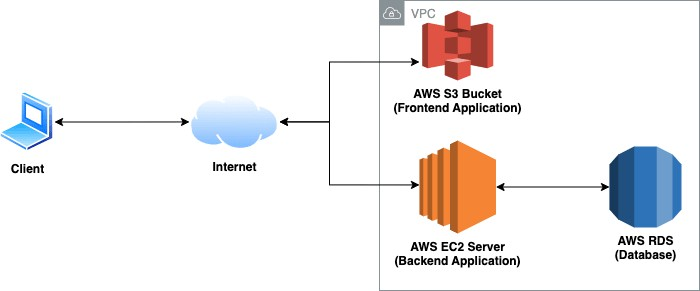 VPC
AWS S3 Bucket
(Frontend Application)
Client
Internet
AWS EC2 Server
(Backend Application)
AWS RDS
(Database)